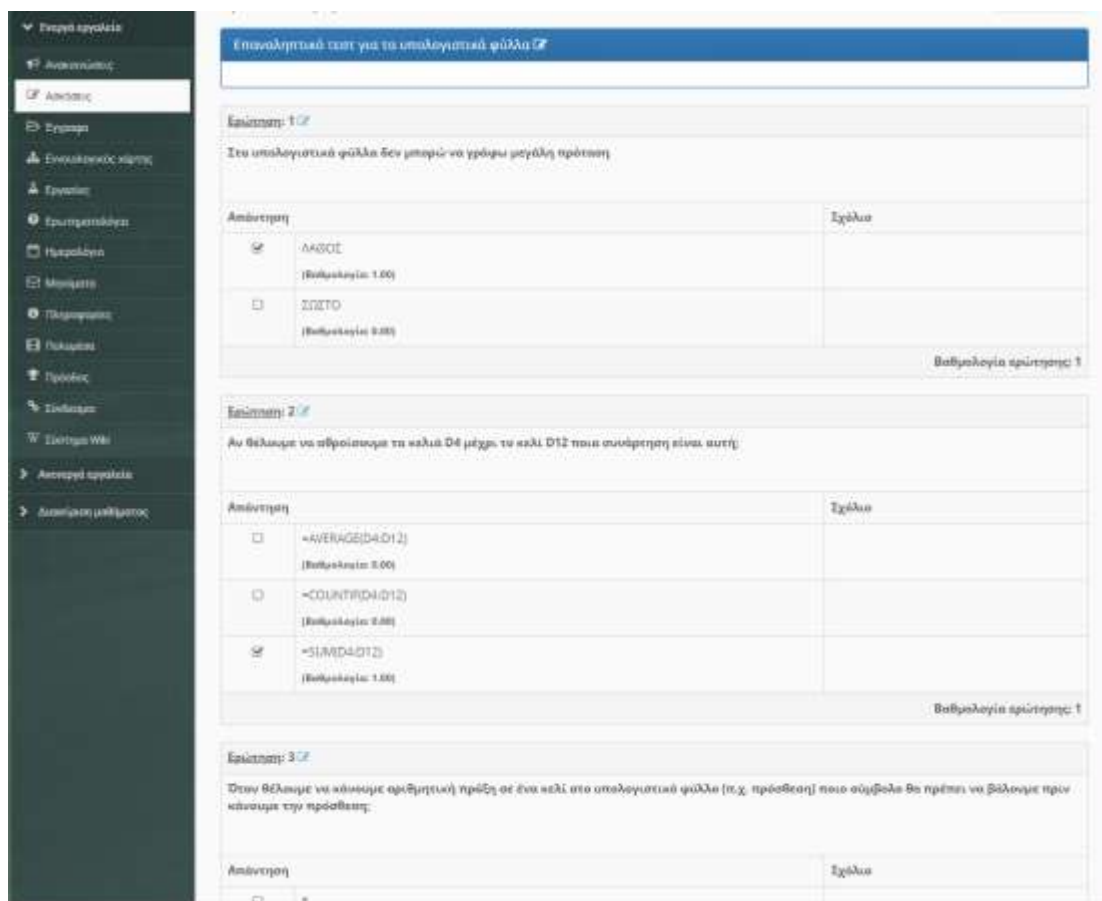 Ενεργά εργαλεία
Ανακοινώσεις
Ασκήσεις
Έγγραφα
Εννοιολογικός χάρτης
Εργασίες
Ερωτηματολόγια
Ημερολόγιο
Μηνύματα
Πληροφορίες
Πολυμέσα
Πρόοδος
Σύνδεσμοι
Σύστημα Wiki
Ανενεργά εργαλεία
Διαχείριση μαθήματος
Επαναληπτικό τεστ για τα υπολογιστικά φύλλα
Ερώτηση: 1
Στα υπολογιστικά φύλλα δεν μπορώ να γράφω μεγάλη πρόταση
Απάντηση Σχόλιο
ΛΑΘΟΣ
(Βαθμολογία: 1.00)
ΣΩΣΤΟ
(Βαθμολογία: 0.00)
Βαθμολογία ερώτησης: 1
Ερώτηση: 2
Αν θέλουμε να αθροίσουμε τα κελιά D4 μέχρι το κελί D12 ποια συνάρτηση είναι αυτή;
Απάντηση Σχόλιο
=AVERAGE(D4:D12)
(Βαθμολογία: 0.00)
=COUNTIF(D4:D12)
(Βαθμολογία: 0.00)
=SUM(D4:D12)
(Βαθμολογία: 1.00)
Βαθμολογία ερώτησης: 1
Ερώτηση: 3
Όταν θέλουμε να κάνουμε αριθμητική πράξη σε ένα κελί στο υπολογιστικό φύλλο (π.χ. πρόσθεση) ποιο σύμβολο θα πρέπει να βάλουμε πριν
κάνουμε την πρόσθεση;
Απάντηση Σχόλιο